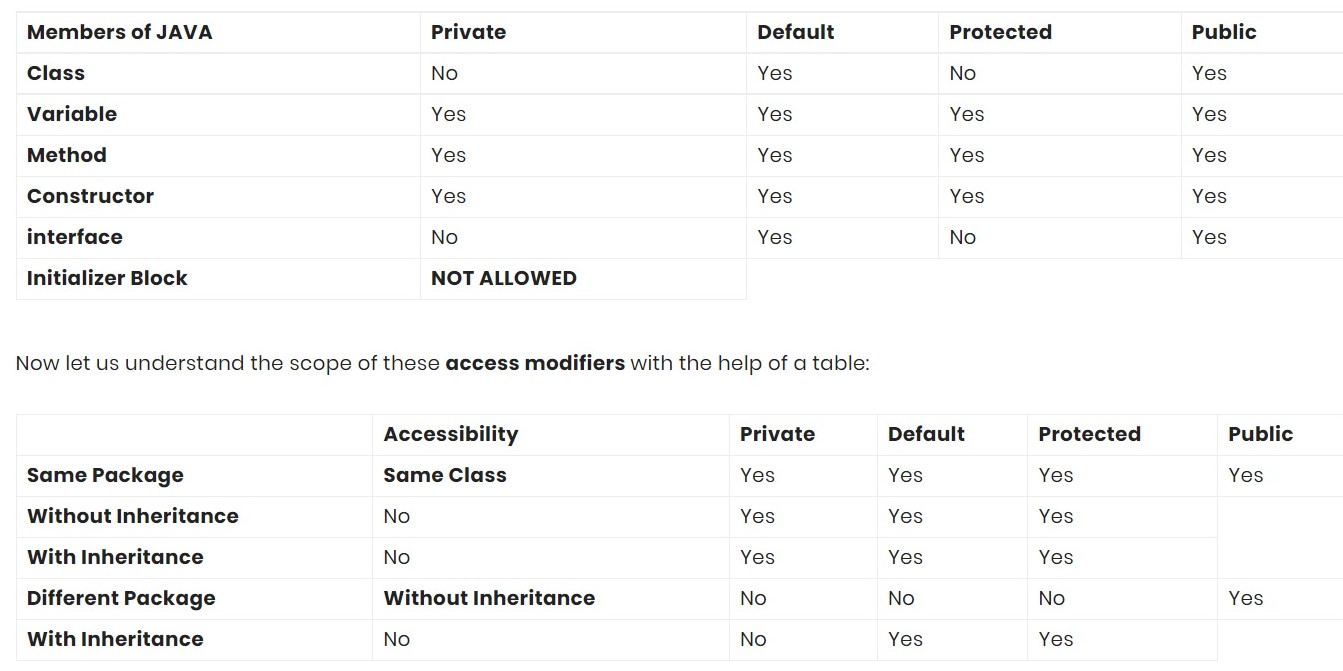 Members of JAVA Private Default Protected Public
Class No Yes No Yes
Variable Yes Yes Yes Yes
Method Yes Yes Yes Yes
Constructor Yes Yes Yes Yes
interface No Yes No Yes
Initializer Block NOT ALLOWED
Now let us understand the scope of these access modifiers with the help of a table:
Accessibility Private Default Protected Public
Same Package Same Class Yes Yes Yes Yes
Without Inheritance No Yes Yes Yes
With Inheritance No Yes Yes Yes
Different Package Without Inheritance No No No Yes
With Inheritance No No Yes Yes